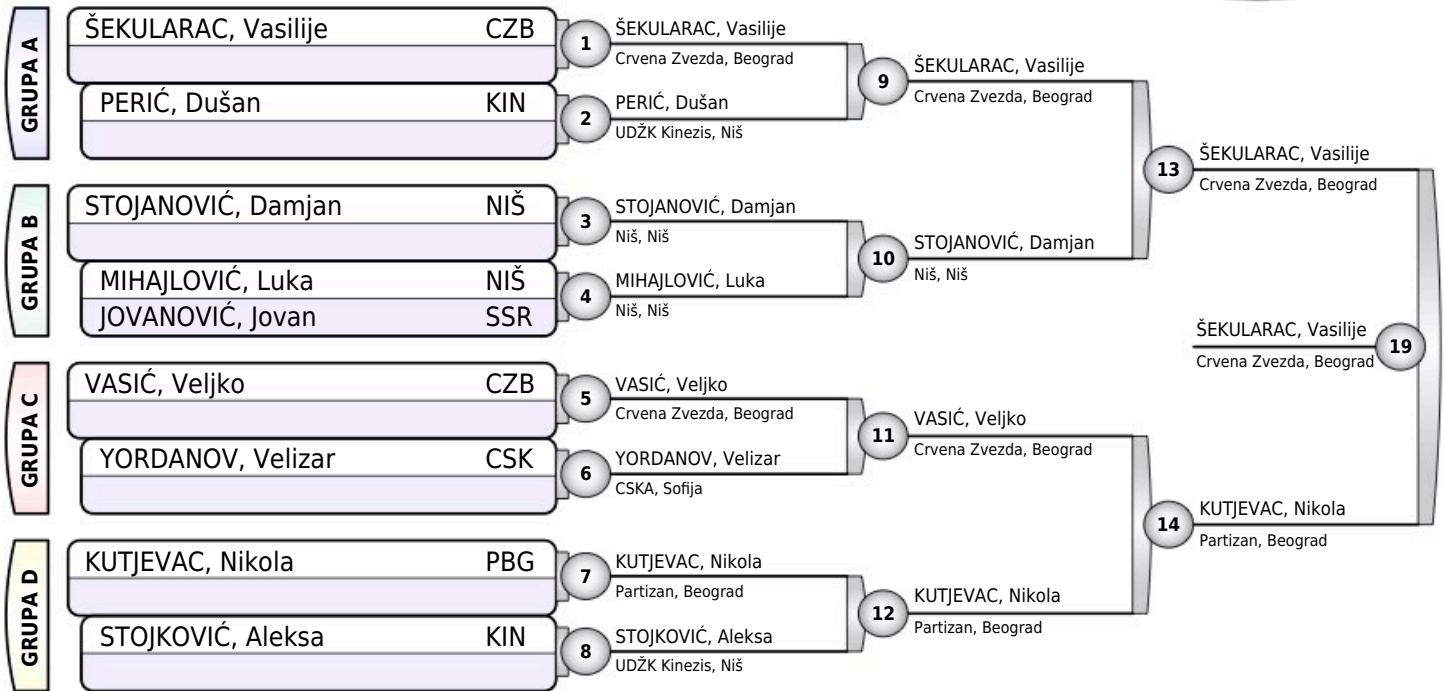 GRUPA A
ŠEKULARAC, Vasilije CZB
PERIĆ, Dušan KIN
GRUPA B
STOJANOVIĆ, Damjan NIŠ
MIHAJLOVIĆ, Luka NIŠ
JOVANOVIĆ, Jovan SSR
GRUPA C
VASIĆ, Veljko CZB
YORDANOV, Velizar CSK
GRUPA D
KUTJEVAC, Nikola PBG
STOJKOVIĆ, Aleksa KIN
1
ŠEKULARAC, Vasilije
Crvena Zvezda, Beograd
2
PERIĆ, Dušan
UDŽK Kinezis, Niš
3
STOJANOVIĆ, Damjan
Niš, Niš
4
MIHAJLOVIĆ, Luka
Niš, Niš
5
VASIĆ, Veljko
Crvena Zvezda, Beograd
6
YORDANOV, Velizar
CSKA, Sofija
7
KUTJEVAC, Nikola
Partizan, Beograd
8
STOJKOVIĆ, Aleksa
UDŽK Kinezis, Niš
9
ŠEKULARAC, Vasilije
Crvena Zvezda, Beograd
10
STOJANOVIĆ, Damjan
Niš, Niš
11
VASIĆ, Veljko
Crvena Zvezda, Beograd
12
KUTJEVAC, Nikola
Partizan, Beograd
13
ŠEKULARAC, Vasilije
Crvena Zvezda, Beograd
14
KUTJEVAC, Nikola
Partizan, Beograd
ŠEKULARAC, Vasilije
Crvena Zvezda, Beograd
19